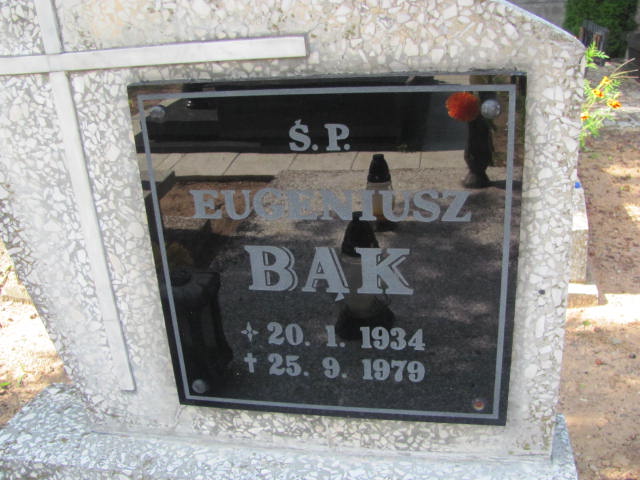 Ś.P.
EUGENIUSZ
BĄK
20. 1. 1934
25. 9. 1979